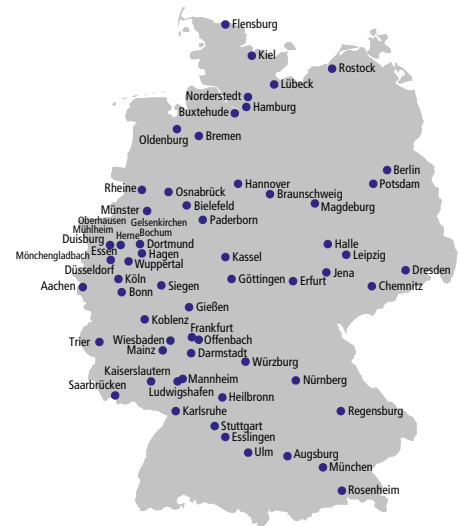 Flensburg
Kiel
Rostock
Lübeck
Norderstedt
Hamburg
Buxtehude
Oldenburg
Bremen
Berlin
Rheine
Osnabrück
Hannover
Potsdam
Braunschweig
Bielefeld
Magdeburg
Münster
Paderborn
Oberhausen
Gelsenkirchen
Mühlheim
Herne
Bochum
Duisburg
Dortmund
Halle
Essen
Hagen
Leipzig
Mönchengladbach
Wuppertal
Kassel
Düsseldorf
Köln
Göttingen
Erfurt
Jena
Dresden
Aachen
Bonn
Siegen
Chemnitz
Gießen
Koblenz
Frankfurt
Trier
Wiesbaden
Offenbach
Mainz
Darmstadt
Würzburg
Kaiserslautern
Mannheim
Nürnberg
Saarbrücken
Ludwigshafen
Heilbronn
Karlsruhe
Regensburg
Stuttgart
Esslingen
Ulm
Augsburg
München
Rosenheim